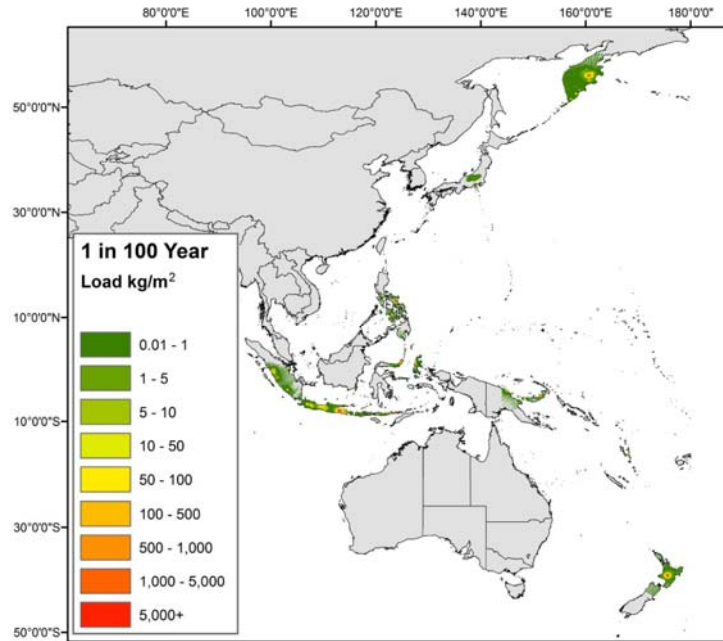 80°0'0"E 100°0'0"E 120°0'0"E 140°0'0"E 160°0'0"E 180°0'0"
50°0'0"N
30°0'0"N
10°0'0"N
10°0'0"S
30°0'0"S
50°0'0"S
1 in 100 Year
Load kg/m²
0.01 - 1
1 - 5
5 - 10
10 - 50
50 - 100
100 - 500
500 - 1,000
1,000 - 5,000
5,000+